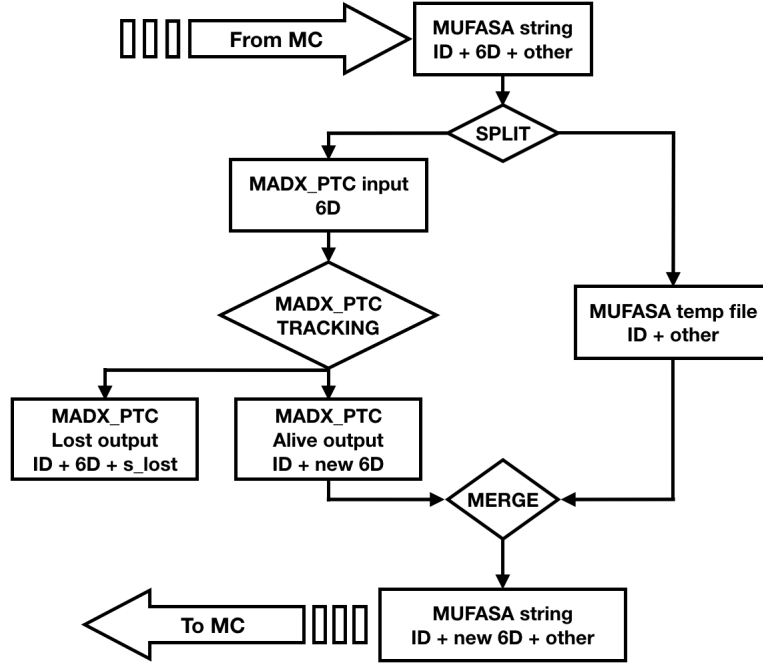 From MC
MUFASA string
ID + 6D + other
SPLIT
MADX_PTC input
6D
MADX_PTC
TRACKING
MUFASA temp file
ID + other
MADX_PTC
Lost output
ID + 6D + s_lost
MADX_PTC
Alive output
ID + new 6D
MERGE
To MC
MUFASA string
ID + new 6D + other